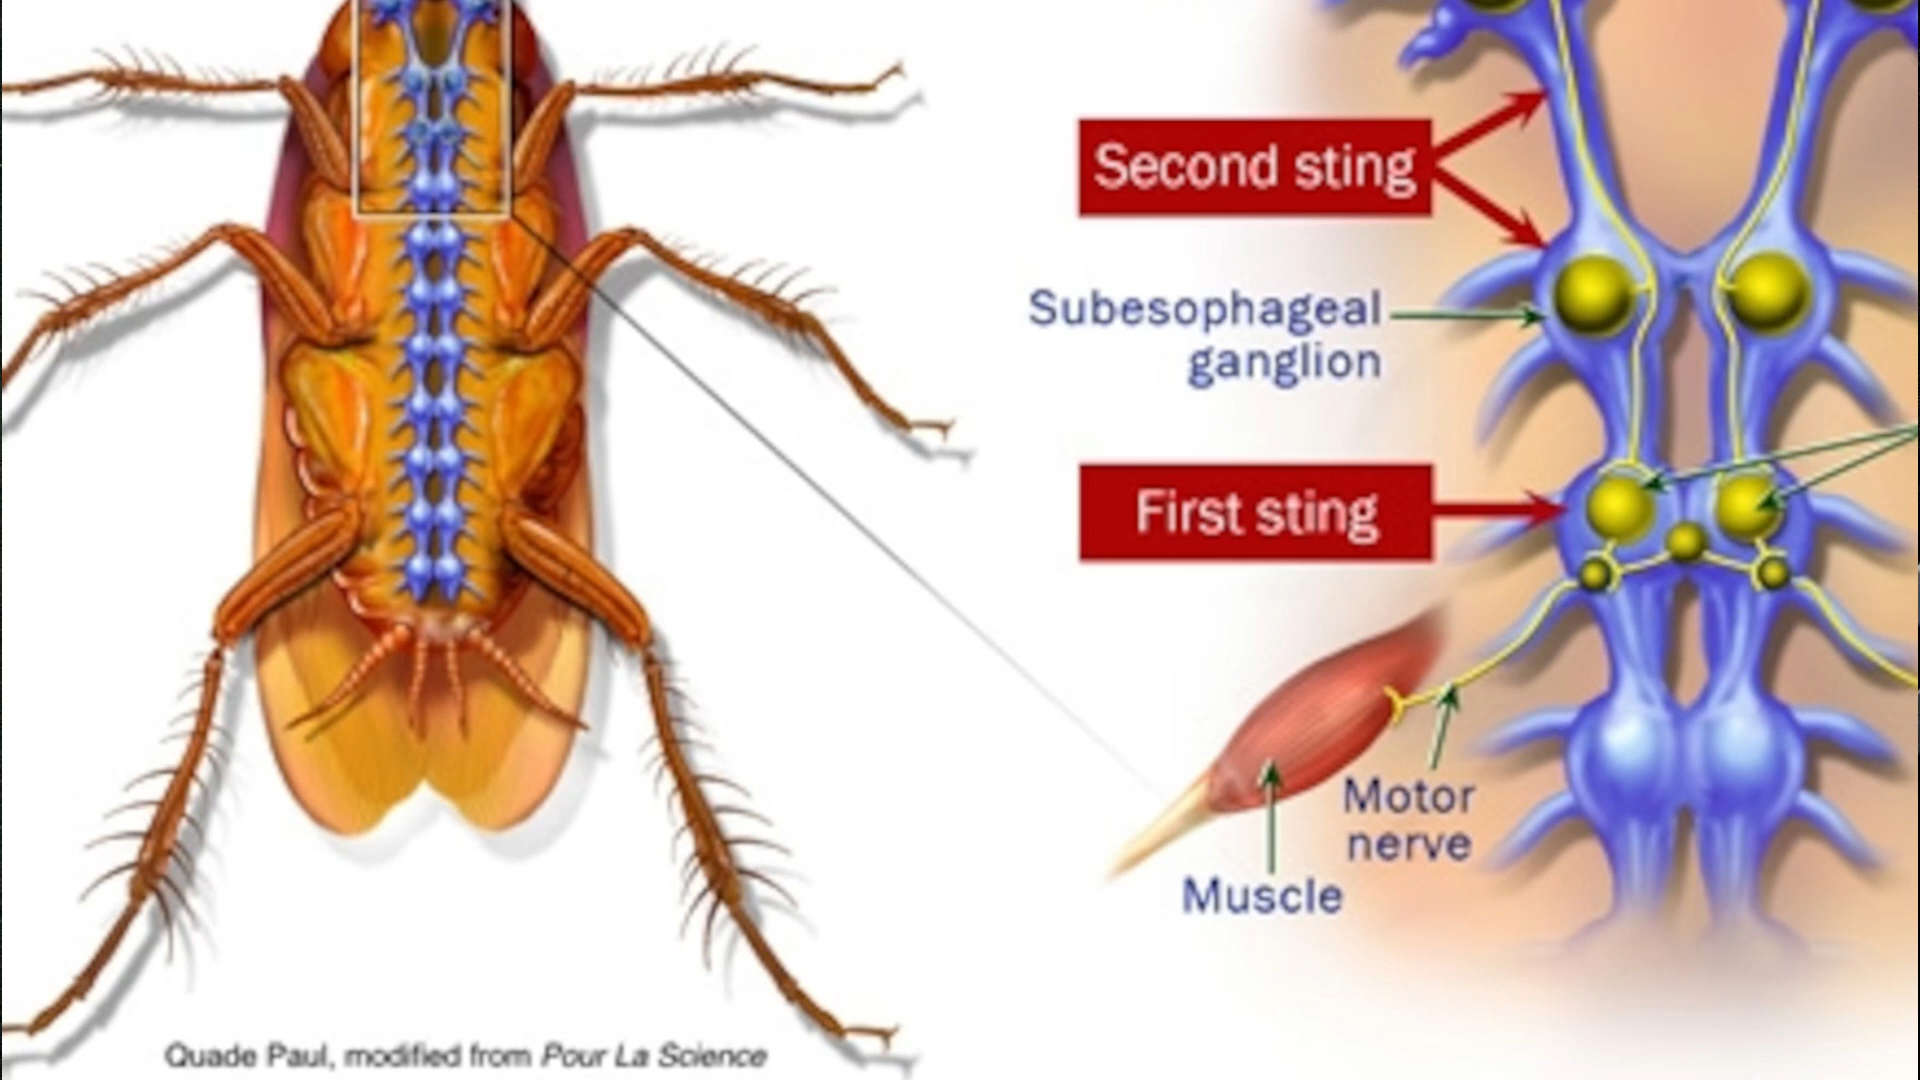 Second sting
Subesophageal
ganglion
First sting
Motor
nerve
Muscle
Quade Paul, modified from Pour La Science